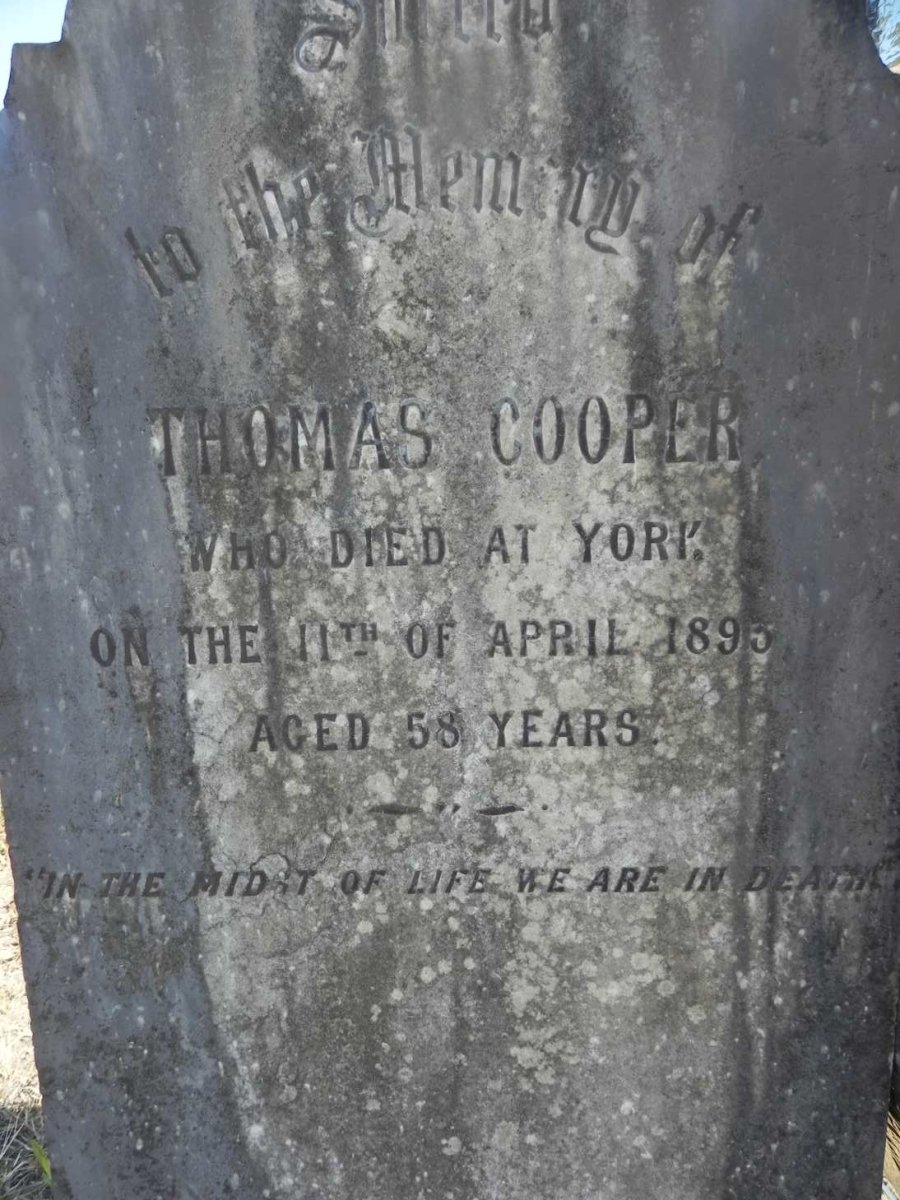 Sacred
to the Memory of
THOMAS COOPER
WHO DIED AT YORK.
ON THE 11TH OF APRIL
AGED 58 YEARS.
"IN THE MIDST OF LIFE WE ARE IN DEATH."